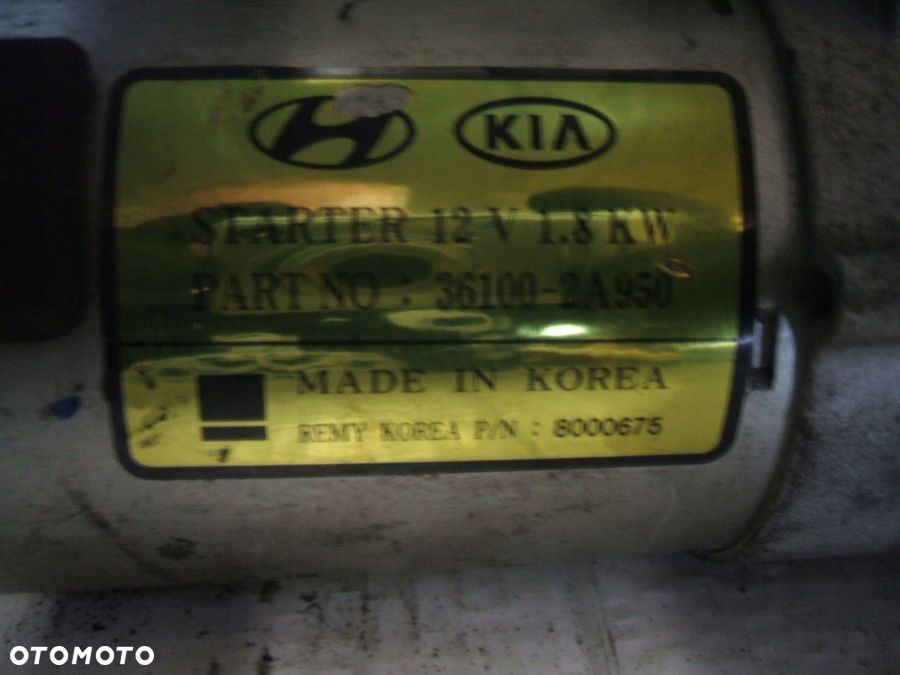 KIA
STARTER 12 V 1.8 KW
PART NO : 36100-2A950
MADE IN KOREA
REMY KOREA P/N : 8000675
OTOMOTO